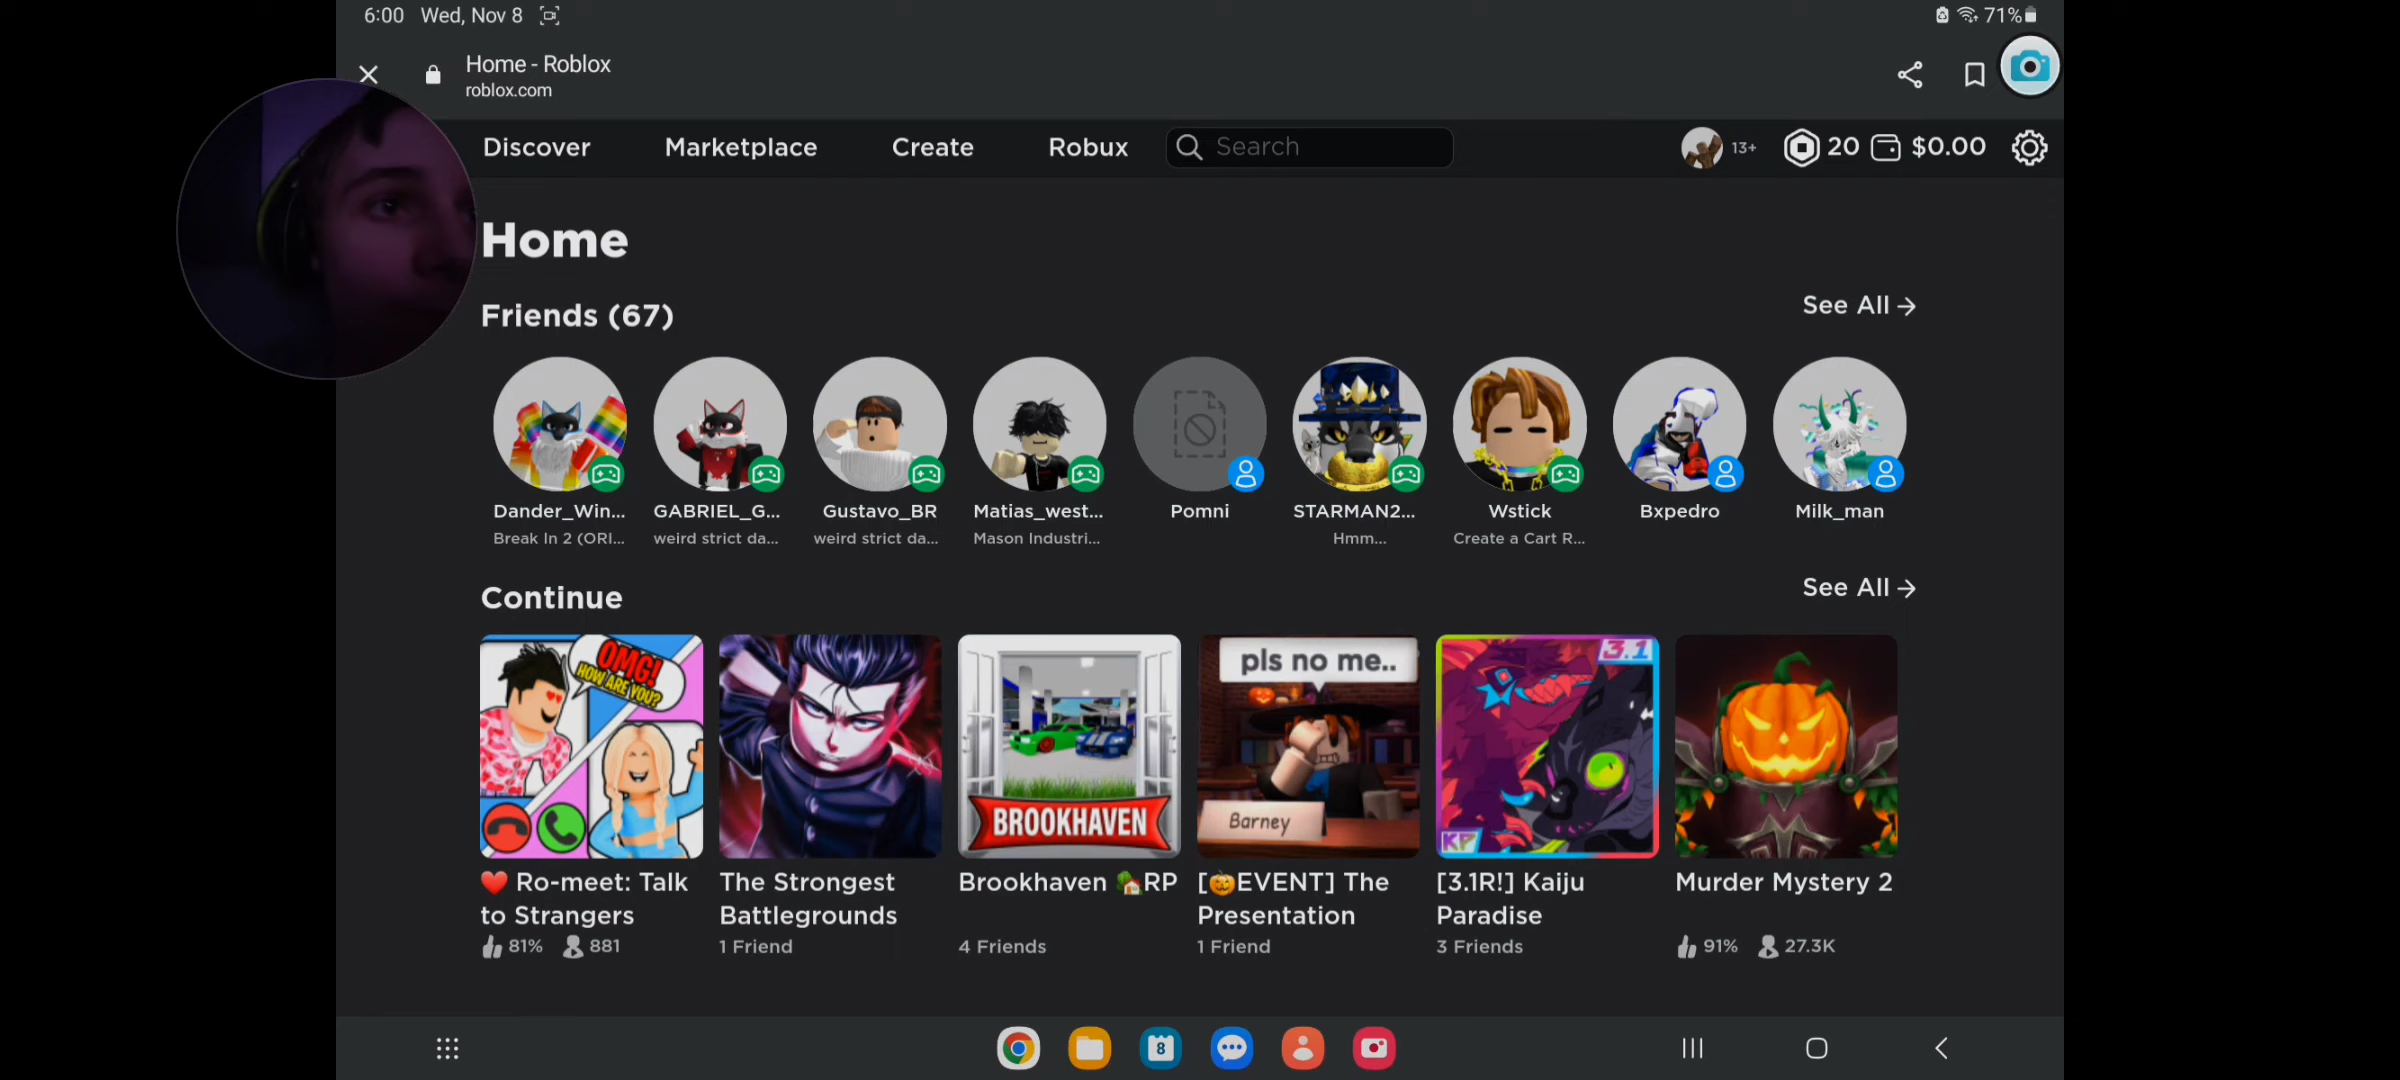 6:00 Wed, Nov 8
71%
Home - Roblox
roblox.com
Discover Marketplace Create Robux Search 13+ 20 $0.00
Home
Friends (67) See All
Dander_Win... GABRIEL_G... Gustavo_BR Matias_west... Pomni STARMAN2... Wstick Bxpedro Milk_man
Break In 2 (ORI... weird strict da... weird strict da... Mason Industri... Hmm... Create a Cart R...
Continue See All
OMG!
HOW ARE YOU?
BROOKHAVEN
pls no me..
Barney
3.1
KP
❤️ Ro-meet: Talk
to Strangers
81% 881
The Strongest
Battlegrounds
1 Friend
Brookhaven 🏡RP
4 Friends
[🎃EVENT] The
Presentation
1 Friend
[3.1R!] Kaiju
Paradise
3 Friends
Murder Mystery 2
91% 27.3K
8